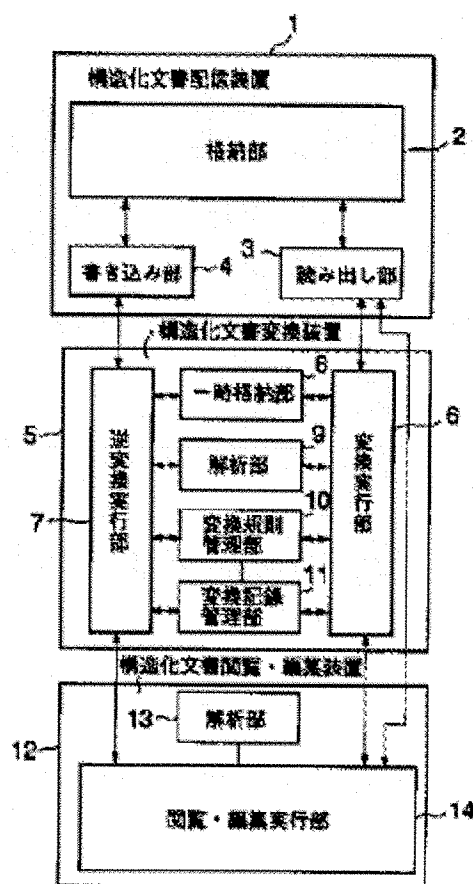 1
構造化文書配信装置
格納部
2
3
4
書き込み部
読み出し部
構造化文書変換装置
5
一時格納部
8
6
解析部
9
逆変換実行部
変換実行部
7
10
変換規則
管理部
11
変換記録
管理部
構造化文書閲覧・編集装置
13
解析部
12
閲覧・編集実行部
14